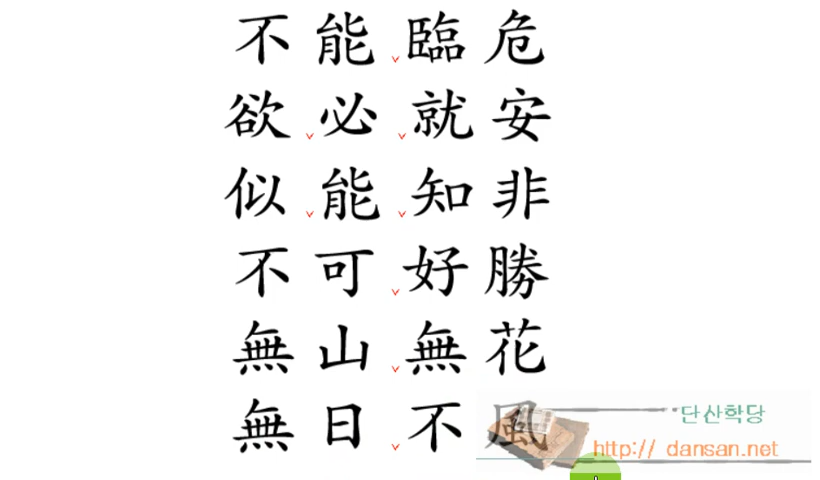 不能臨危
欲必就安
似能知非
不可好勝
無山無花
無日不風
단산학당
http://dansan.net